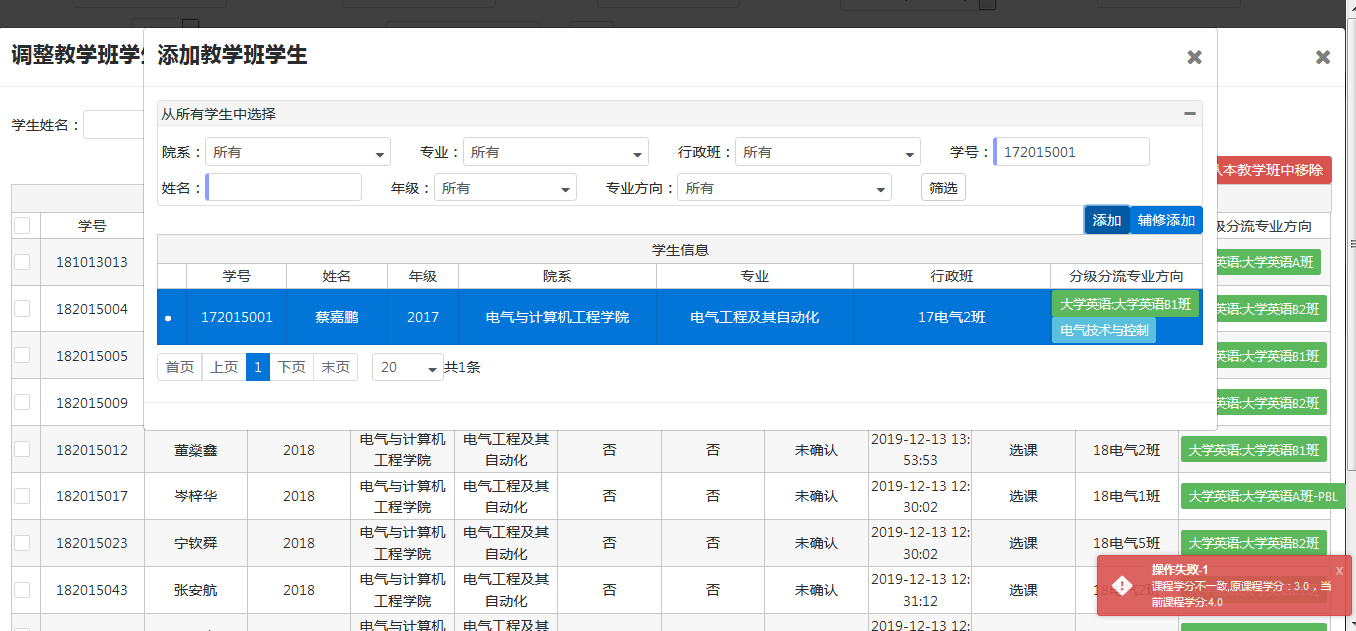 调整教学班学生
添加教学班学生
从所有学生中选择
院系： 所有 专业： 所有 行政班： 所有 学号： 172015001
姓名： 年级： 所有 专业方向： 所有 筛选
学生姓名：
从本教学班中移除
添加 辅修添加
学生信息
学号 姓名 年级 院系 专业 行政班 分级分流专业方向
172015001 蔡嘉鹏 2017 电气与计算机工程学院 电气工程及其自动化 17电气2班 大学英语:大学英语B1班
电气技术与控制
首页 上页 1 下页 末页 20 共1条
学号 级分流专业方向
181013013 英语:大学英语A班
182015004 英语:大学英语B2班
182015005 英语:大学英语B1班
182015009 英语:大学英语B2班
182015012 董燊鑫 2018 电气与计算机工程学院 电气工程及其自动化 否 否 未确认 2019-12-13 13:53:53 选课 18电气2班 大学英语:大学英语B1班
182015017 岑梓华 2018 电气与计算机工程学院 电气工程及其自动化 否 否 未确认 2019-12-13 12:30:02 选课 18电气1班 大学英语:大学英语A班-PBL
182015023 宁钦舜 2018 电气与计算机工程学院 电气工程及其自动化 否 否 未确认 2019-12-13 12:30:02 选课 18电气5班 大学英语:大学英语B2班
182015043 张安航 2018 电气与计算机工程学院 电气工程及其自动化 否 否 未确认 2019-12-13 12:31:12 选课
电气与计算机 电气工程及其 2019-12-13 12:
操作失败-1 x
课程学分不一致,原课程学分：3.0，当
前课程学分:4.0